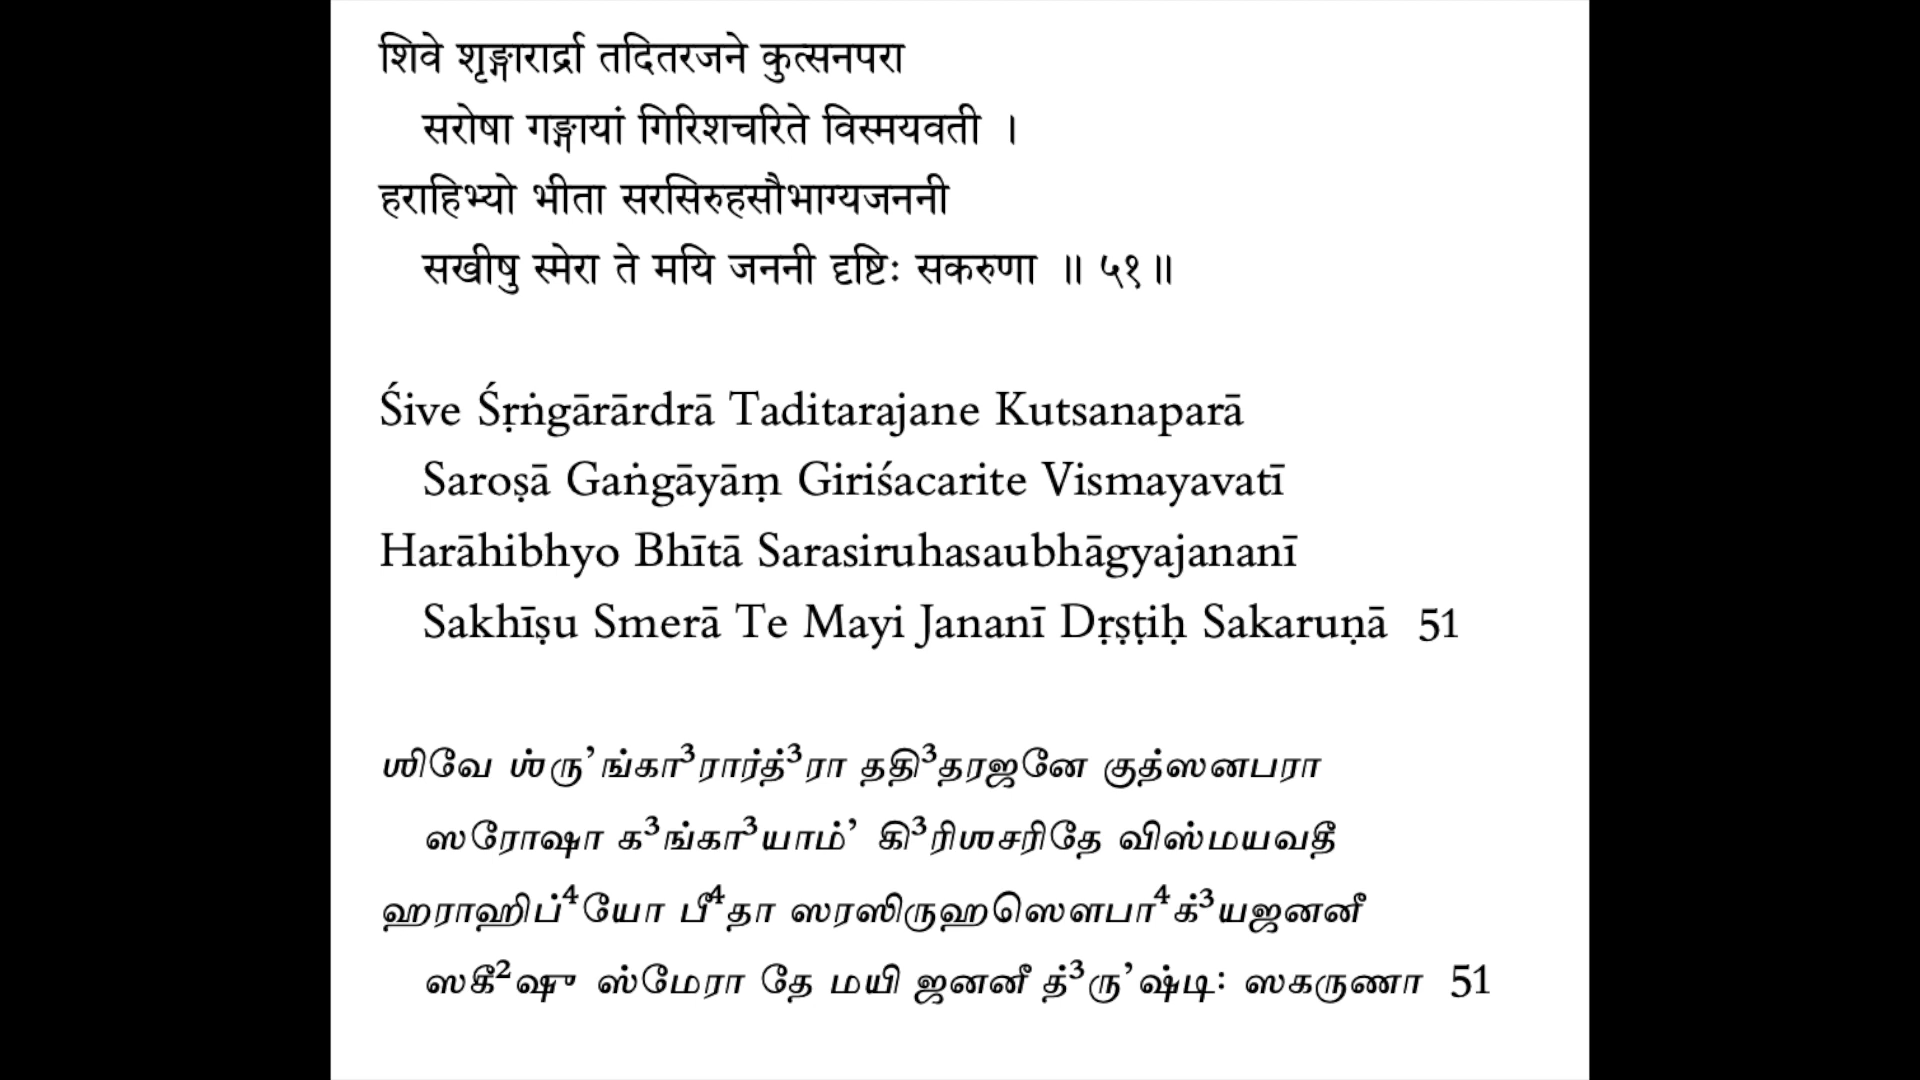 शिवे शृङ्गारार्द्रा तदितरजने कुत्सनपरा
सरोषा गङ्गायां गिरिशचरिते विस्मयवती ।
हराहिभ्यो भीता सरसिरुहसौभाग्यजननी
सखीषु स्मेरा ते मयि जननी दृष्टिः सकरुणा ॥ ५१॥
Śive Śṛṅgārārdrā Taditarajane Kutsanaparā
Saroṣā Gaṅgāyāṃ Giriśacarite Vismayavatī
Harāhibhyo Bhītā Sarasiruhasaubhāgyajananī
Sakhīṣu Smerā Te Mayi Jananī Dṛṣṭiḥ Sakaruṇā 51
ஶிவே ஶ்ருʼங்கா³ரார்த்³ரா ததி³தரஜனே குத்ஸனபரா
ஸரோஷா க³ங்கா³யாம்ʼ கி³ரிஶசரிதே விஸ்மயவதீ
ஹராஹிப்⁴யோ பீ⁴தா ஸரஸிருஹஸௌபா⁴க்³யஜனனீ
ஸகீ²ஷு ஸ்மேரா தே மயி ஜனனீ த்³ருʼஷ்டி: ஸகருணா 51